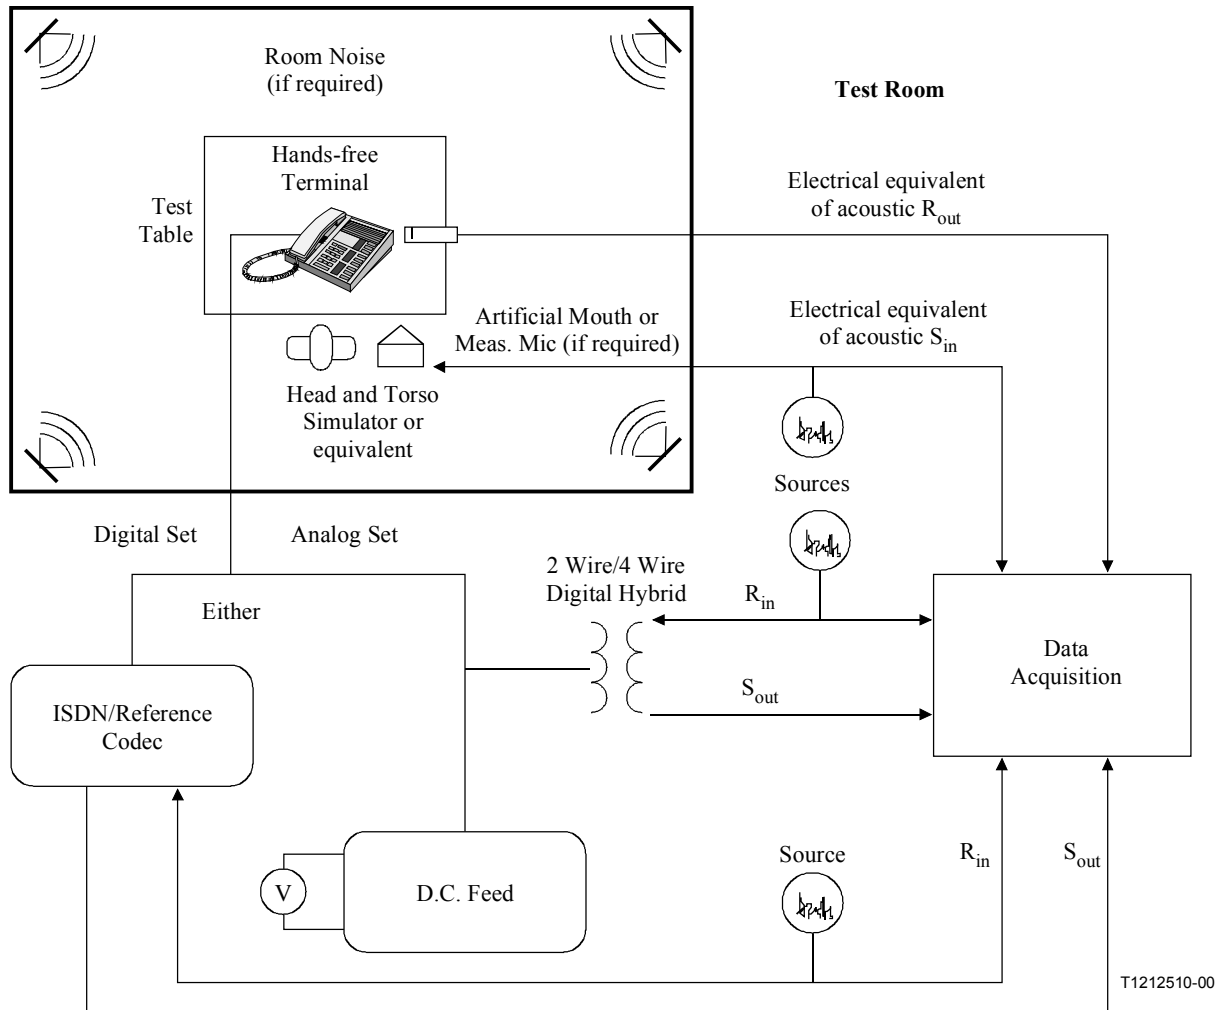 Room Noise
(if required)
Test Room
Hands-free
Terminal
Test
Table
Electrical equivalent
of acoustic Rout
Artificial Mouth or
Meas. Mic (if required)
Electrical equivalent
of acoustic Sin
Head and Torso
Simulator or
equivalent
Sources
Digital Set
Analog Set
2 Wire/4 Wire
Digital Hybrid
Rin
Either
Data
Acquisition
Sout
ISDN/Reference
Codec
Source
Rin
Sout
V
D.C. Feed
T1212510-00